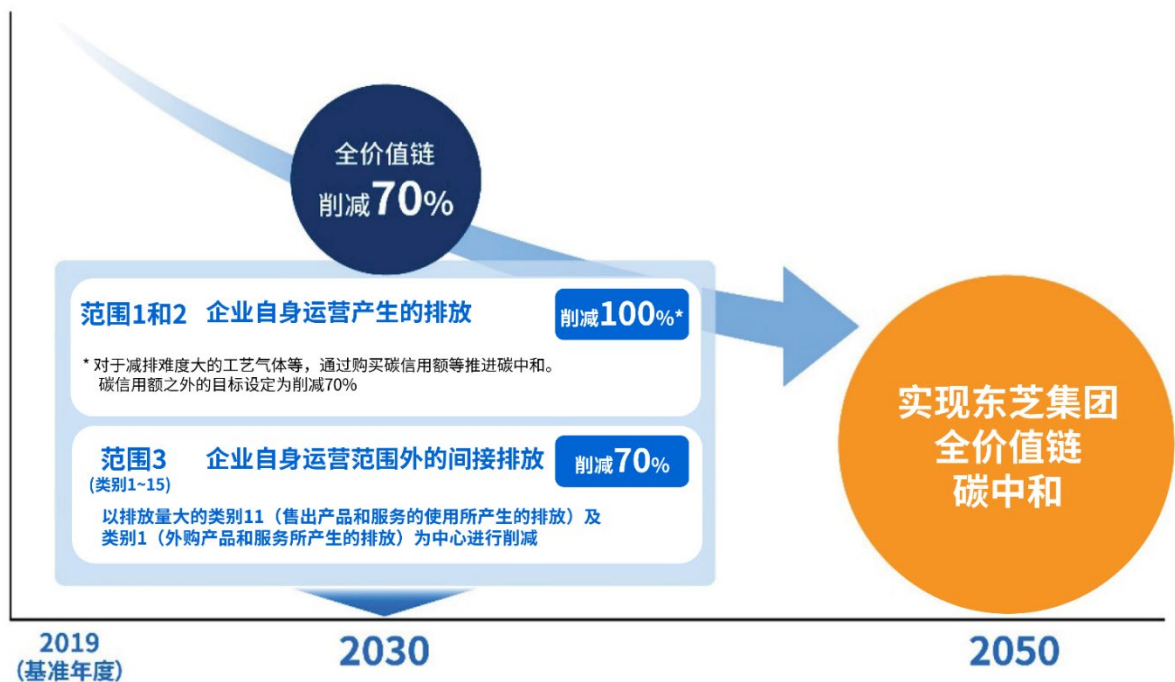 全价值链
削减70%
范围1和2 企业自身运营产生的排放 削减100%*
* 对于减排难度大的工艺气体等，通过购买碳信用额等推进碳中和。
碳信用额之外的目标设定为削减70%
范围3 企业自身运营范围外的间接排放 削减70%
(类别1~15)
以排放量大的类别11（售出产品和服务的使用所产生的排放）及
类别1（外购产品和服务所产生的排放）为中心进行削减
实现东芝集团
全价值链
碳中和
2019
(基准年度)
2030
2050